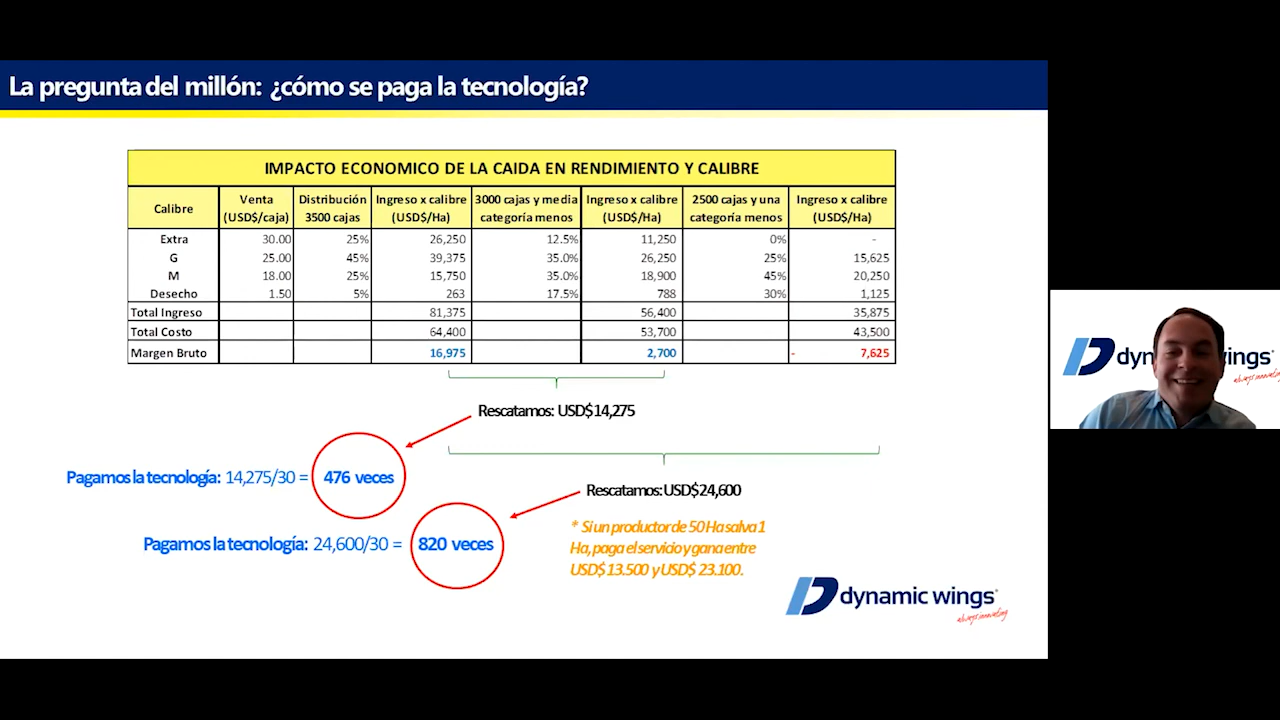 La pregunta del millón: ¿cómo se paga la tecnología?
IMPACTO ECONOMICO DE LA CAIDA EN RENDIMIENTO Y CALIBRE
Calibre Venta (USD$/caja) Distribución 3500 cajas Ingreso x calibre (USD$/Ha) 3000 cajas y media categoría menos Ingreso x calibre (USD$/Ha) 2500 cajas y una categoría menos Ingreso x calibre (USD$/Ha)
Extra 30.00 25% 26,250 12.5% 11,250 0% -
G 25.00 45% 39,375 35.0% 26,250 25% 15,625
M 18.00 25% 15,750 35.0% 18,900 45% 20,250
Desecho 1.50 5% 263 17.5% 788 30% 1,125
Total Ingreso 81,375 56,400 35,875
Total Costo 64,400 53,700 43,500
Margen Bruto 16,975 2,700 - 7,625
Rescatamos: USD$14,275
Pagamos la tecnología: 14,275/30 = 476 veces
Rescatamos: USD$24,600
Pagamos la tecnología: 24,600/30 = 820 veces
* Si un productor de 50 Ha salva 1
Ha, paga el servicio y gana entre
USD$ 13.500 y USD$ 23.100.
dynamic wings
always innovating
dyn wings
always innovating